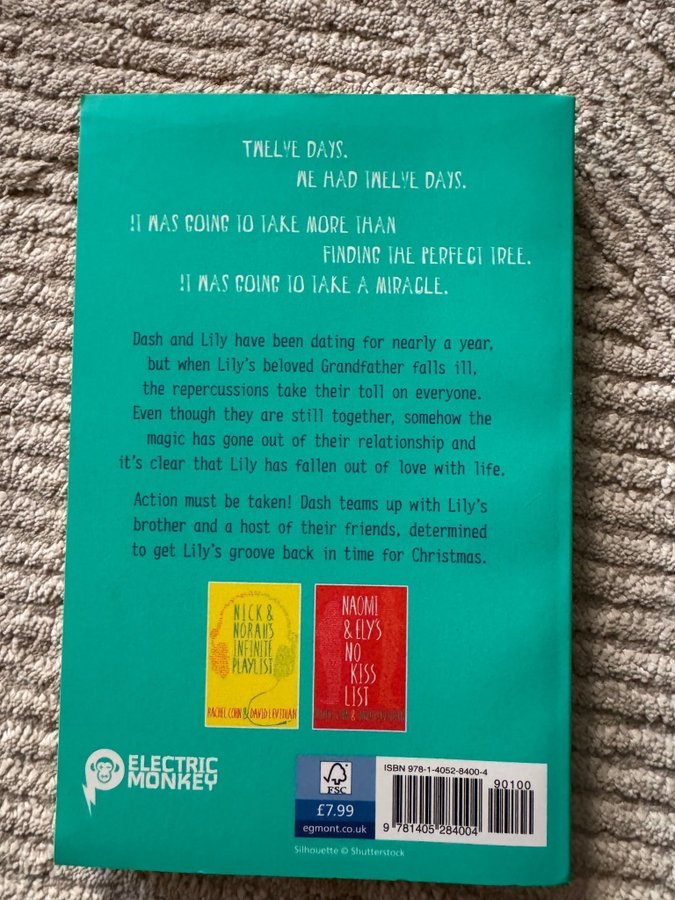 TWELVE DAYS.
WE HAD TWELVE DAYS.
IT WAS GOING TO TAKE MORE THAN
FINDING THE PERFECT TREE.
IT WAS GOING TO TAKE A MIRACLE.
Dash and Lily have been dating for nearly a year,
but when Lily's beloved Grandfather falls ill,
the repercussions take their toll on everyone.
Even though they are still together, somehow the
magic has gone out of their relationship and
it's clear that Lily has fallen out of love with life.
Action must be taken! Dash teams up with Lily's
brother and a host of their friends, determined
to get Lily's groove back in time for Christmas.
NICK &
NORAH'S
INFINITE
PLAYLIST
RACHEL COHN & DAVID LEVITHAN
NAOMI
& ELY'S
NO
KISS
LIST
RACHEL COHN & DAVID LEVITHAN
ELECTRIC
MONKEY
FSC
£7.99
egmont.co.uk
ISBN 978-1-4052-8400-4
90100
9 781405 284004
Silhouette © Shutterstock